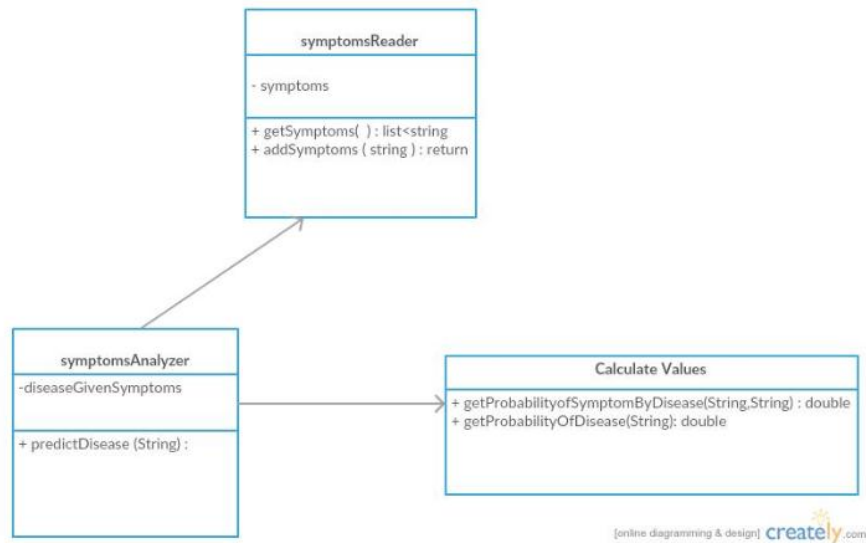 symptomsReader
- symptoms
+ getSymptoms( ) : list<string
+ addSymptoms ( string ) : return
symptomsAnalyzer
-diseaseGivenSymptoms
+ predictDisease (String) :
Calculate Values
+ getProbabilityofSymptomByDisease(String,String) : double
+ getProbabilityOfDisease(String): double
[online diagramming & design] creately.com